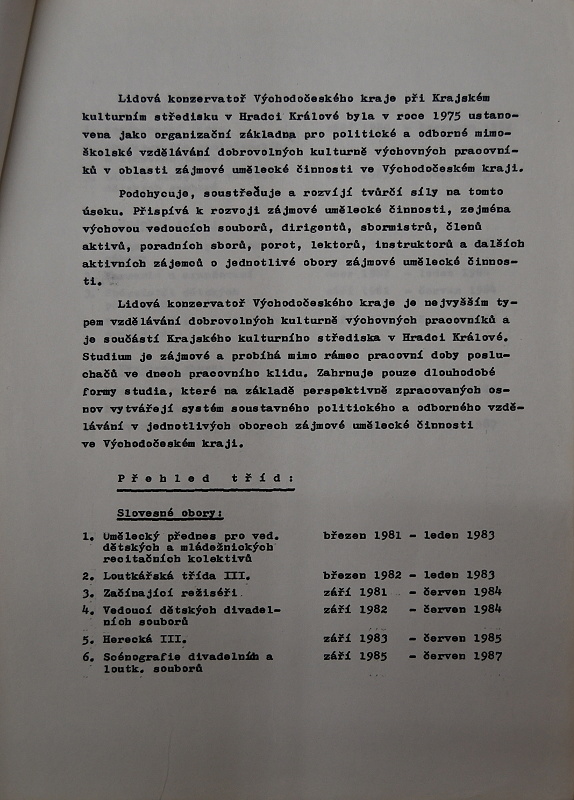 Lidová konzervatoř Východočeského kraje při Krajském
kulturním středisku v Hradci Králové byla v roce 1975 ustano-
vena jako organizační základna pro politické a odborné mimo-
školské vzdělávání dobrovolných kulturně výchovných pracovní-
ků v oblasti zájmové umělecké činnosti ve Východočeském kraji.
Podchycuje, soustřeďuje a rozvíjí tvůrčí síly na tomto
úseku. Přispívá k rozvoji zájmové umělecké činnosti, zejména
výchovou vedoucích souborů, dirigentů, sbormistrů, členů
aktivů, poradních sborů, porot, lektorů, instruktorů a dalších
aktivních zájemců o jednotlivé obory zájmové umělecké činnos-
ti.
Lidová konzervatoř Východočeského kraje je nejvyšším ty-
pem vzdělávání dobrovolných kulturně výchovných pracovníků a
je součástí Krajského kulturního střediska v Hradci Králové.
Studium je zájmové a probíhá mimo rámec pracovní doby poslu-
chačů ve dnech pracovního klidu. Zahrnuje pouze dlouhodobé
formy studia, které na základě perspektivně zpracovaných os-
nov vytvářejí systém soustavného politického a odborného vzdě-
lávání v jednotlivých oborech zájmové umělecké činnosti
ve Východočeském kraji.
P ř e h l e d  t ř í d :
Slovesné obory:
1. Umělecký přednes pro ved. březen 1981 - leden 1983
dětských a mládežnických
recitačních kolektivů
2. Loutkářská třída III. březen 1982 - leden 1983
3. Začínající režiséři září 1981 - červen 1984
4. Vedoucí dětských divadel- září 1982 - červen 1984
ních souborů
5. Herecká III. září 1983 - červen 1985
6. Scénografie divadelních a září 1985 - červen 1987
loutk. souborů